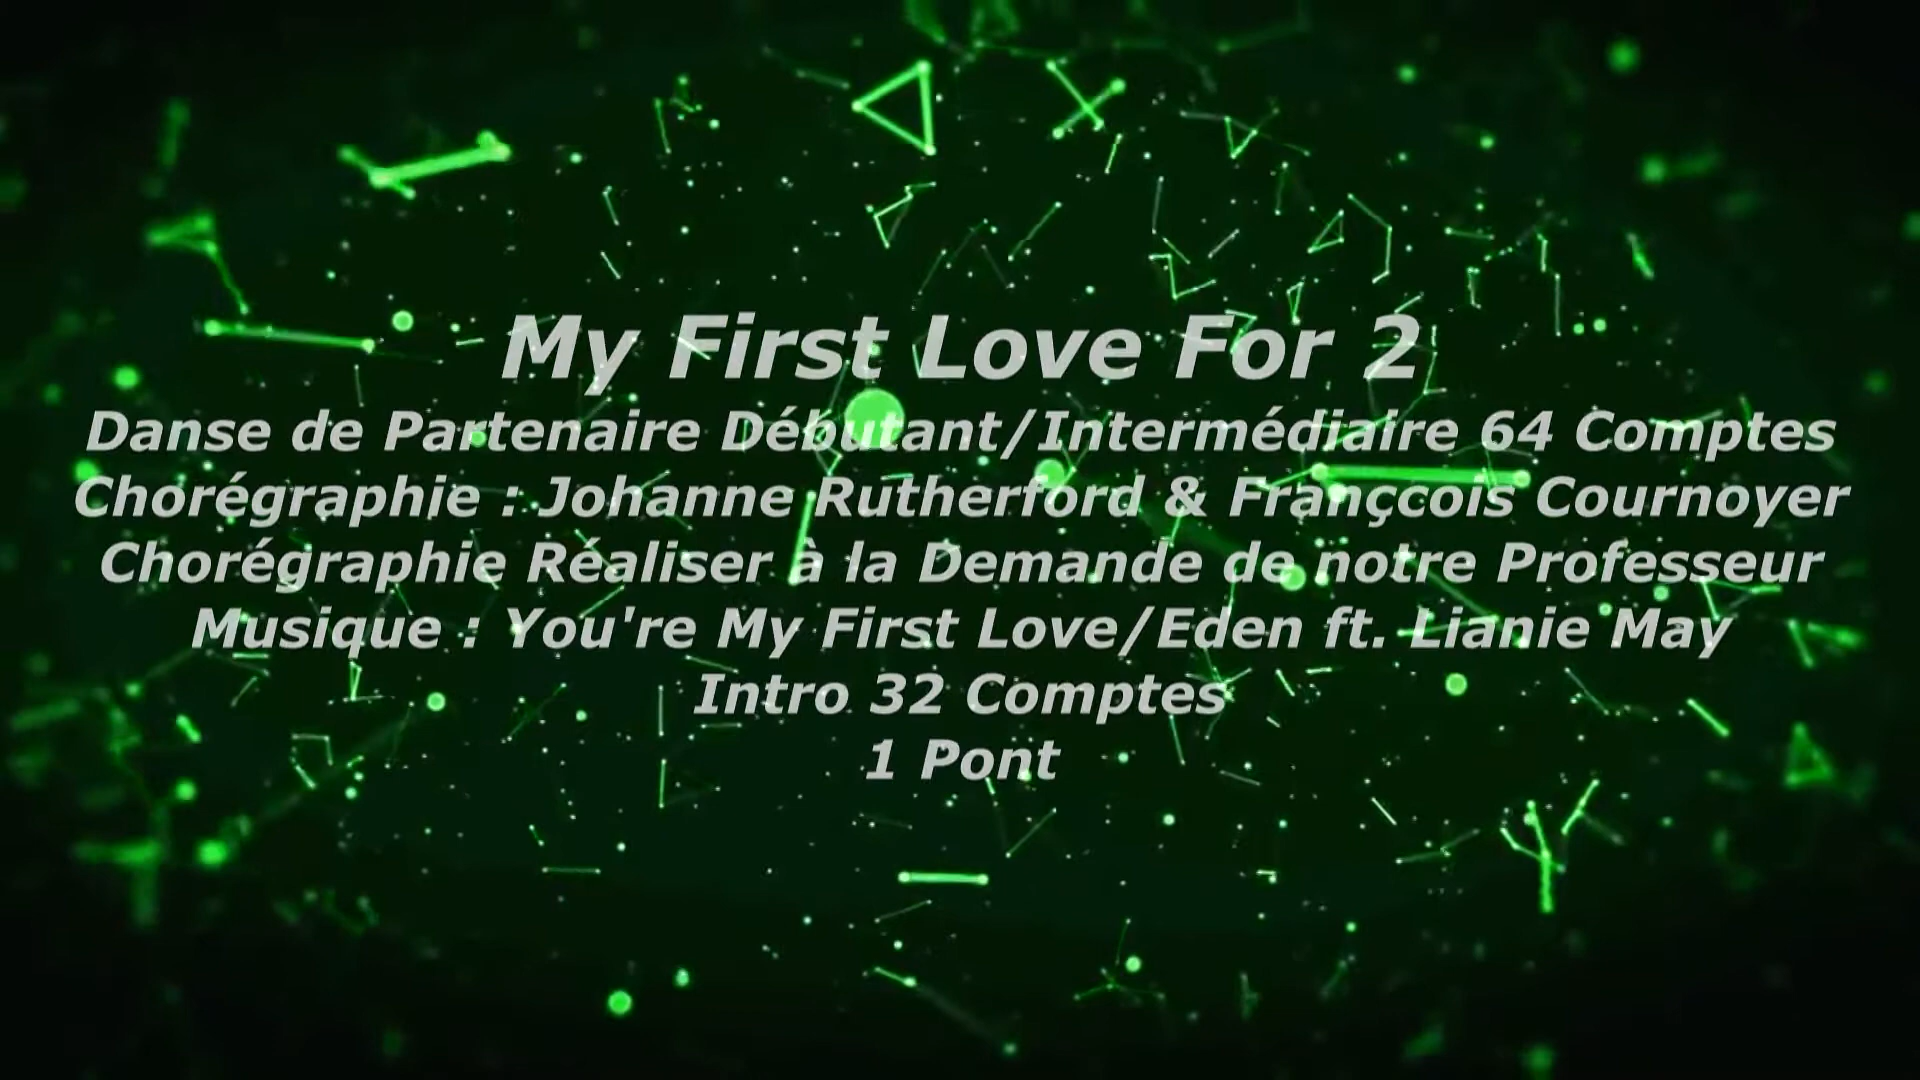 My First Love For 2
Danse de Partenaire Débutant/Intermédiaire 64 Comptes
Chorégraphie : Johanne Rutherford & Françcois Cournoyer
Chorégraphie Réaliser à la Demande de notre Professeur
Musique : You're My First Love/Eden ft. Lianie May
Intro 32 Comptes
1 Pont